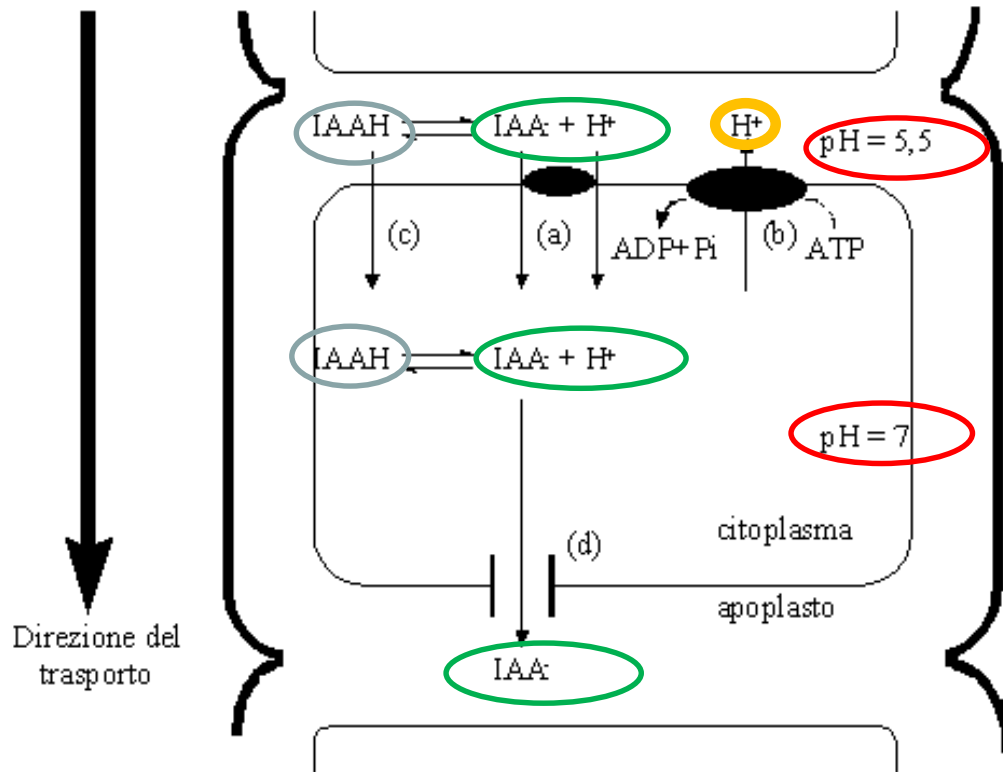 IAAH
IAA⁻ + H⁺
H⁺
pH = 5,5
(c)
(a)
(b)
ADP+Pi
ATP
IAAH
IAA⁻ + H⁺
pH = 7
citoplasma
(d)
apoplasto
Direzione del
trasporto
IAA⁻